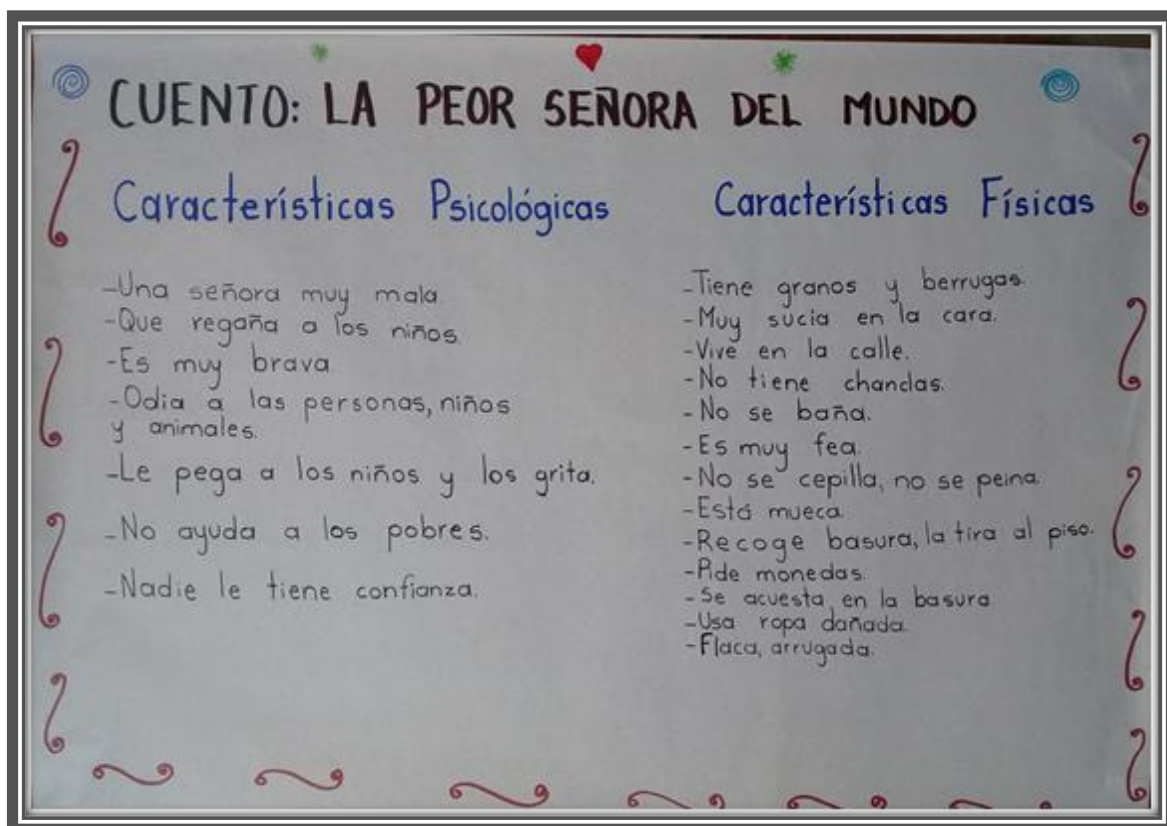 CUENTO: LA PEOR SEÑORA DEL MUNDO
Características Psicológicas
-Una señora muy mala
-Que regaña a los niños.
-Es muy brava
-Odia a las personas, niños
y animales.
-Le pega a los niños y los grita.
-No ayuda a los pobres.
-Nadie le tiene confianza.
Características Físicas
-Tiene granos y berrugas.
-Muy sucia en la cara.
-Vive en la calle.
-No tiene chanclas.
-No se baña.
-Es muy fea.
-No se cepilla, no se peina.
-Está mueca.
-Recoge basura, la tira al piso.
-Pide monedas.
-Se acuesta en la basura
-Usa ropa dañada.
-Flaca, arrugada.